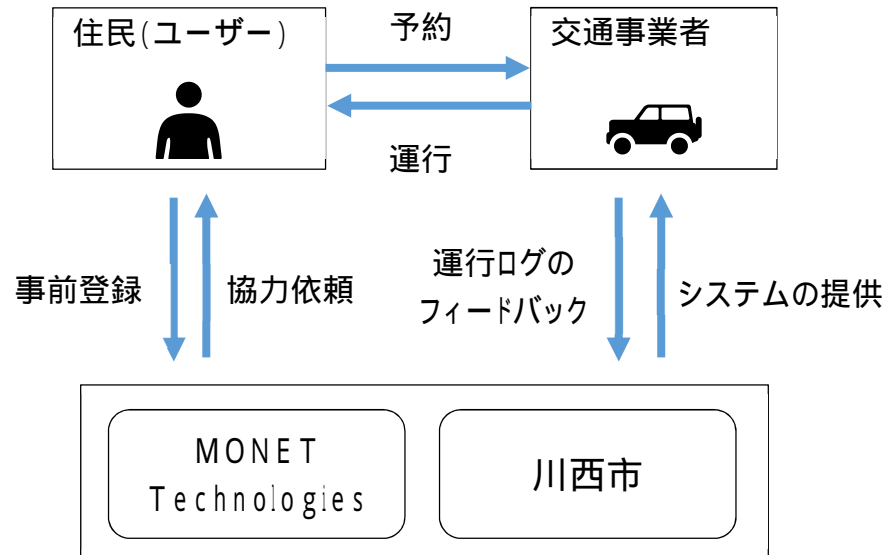 住民(ユーザー)
予約
交通事業者
運行
事前登録
協力依頼
運行ログの
フィードバック
システムの提供
MONET
Technologies
川西市